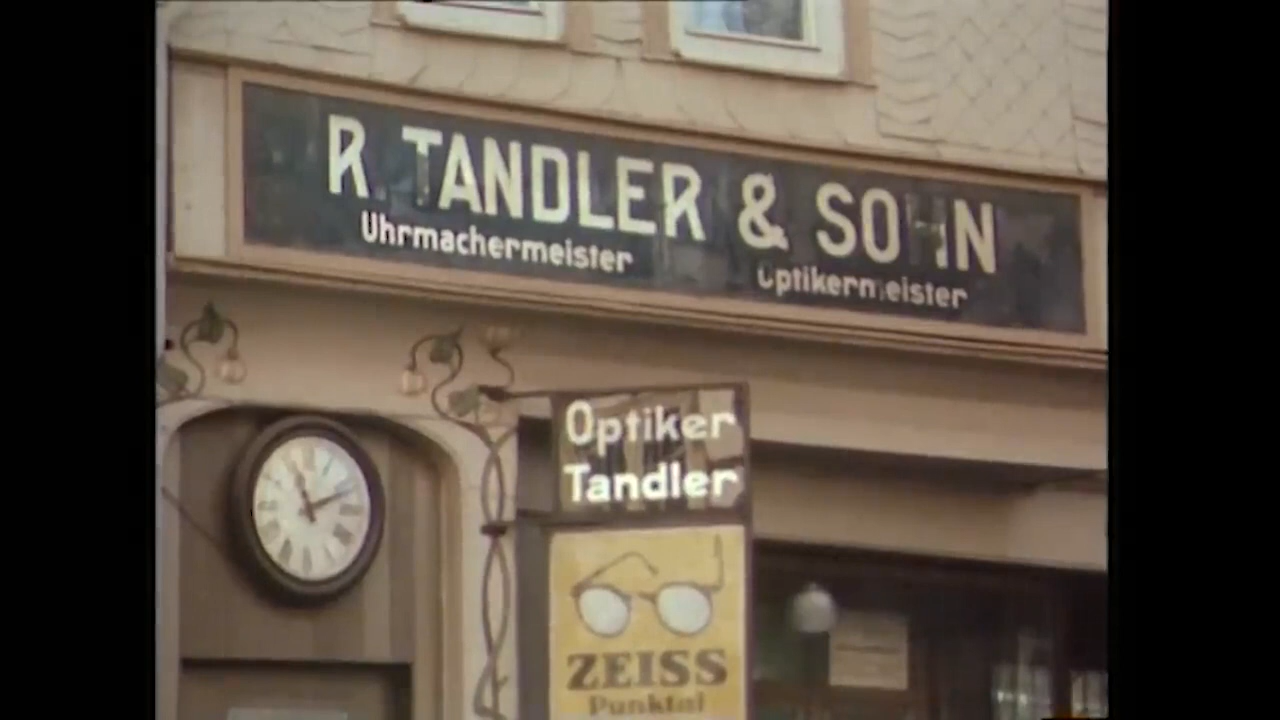 R. TANDLER & SOHN
Uhrmachermeister
Optikermeister
Optiker
Tandler
ZEISS
Punktal